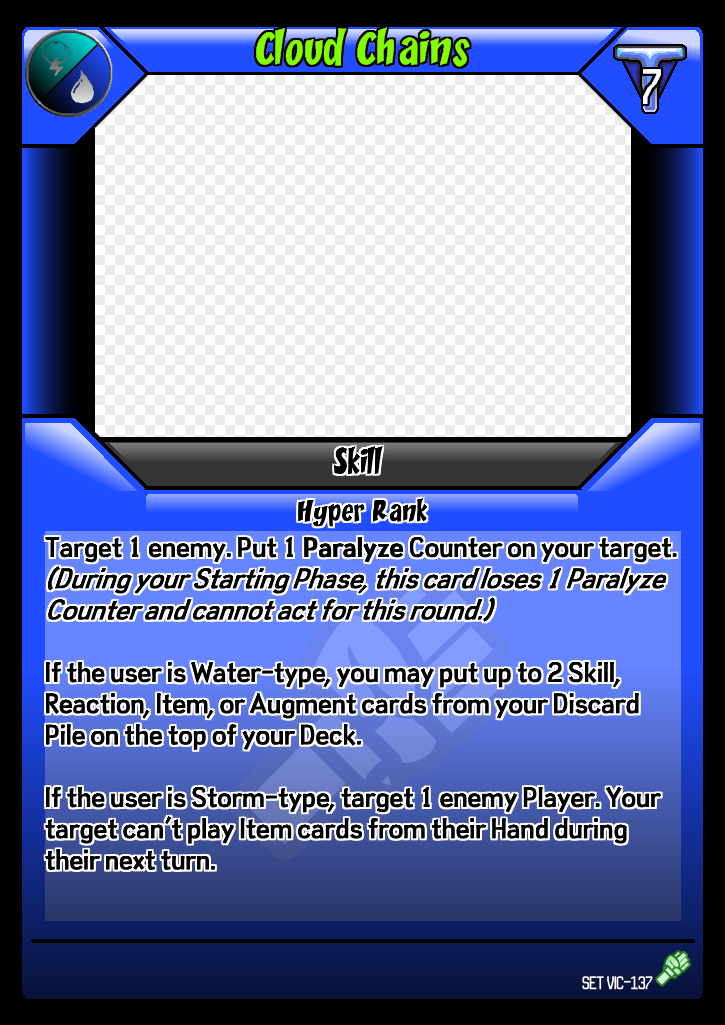 Cloud Chains
7
Skill
Hyper Rank
Target 1 enemy. Put 1 Paralyze Counter on your target.
(During your Starting Phase, this card loses 1 Paralyze
Counter and cannot act for this round.)
If the user is Water-type, you may put up to 2 Skill,
Reaction, Item, or Augment cards from your Discard
Pile on the top of your Deck.
If the user is Storm-type, target 1 enemy Player. Your
target can't play Item cards from their Hand during
their next turn.
SET VIC-137